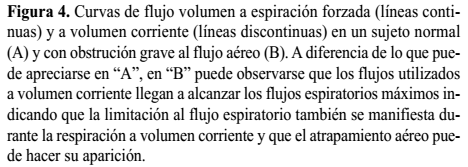 Figura 4. Curvas de flujo volumen a espiración forzada (líneas conti-
nuas) y a volumen corriente (líneas discontinuas) en un sujeto normal
(A) y con obstrución grave al flujo aéreo (B). A diferencia de lo que pue-
de apreciarse en “A”, en “B” puede observarse que los flujos utilizados
a volumen corriente llegan a alcanzar los flujos espiratorios máximos in-
dicando que la limitación al flujo espiratorio también se manifiesta du-
rante la respiración a volumen corriente y que el atrapamiento aéreo pue-
de hacer su aparición.